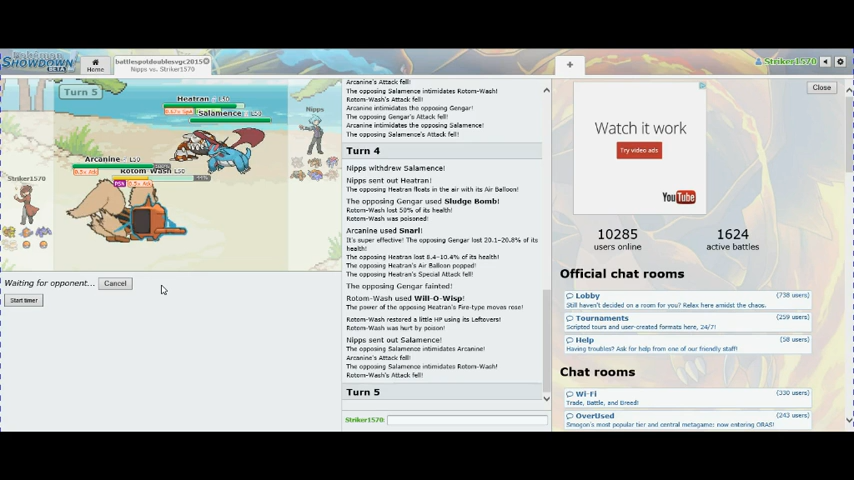 SHOWDOWN
BETA
Home
battlespotdoublesvgc2015
Nipps vs. Striker1570
Striker1570
Turn 5
Heatran L50
Salamence L50
Nipps
Arcanine L50
Rotom-Wash L50
PSN
Striker1570
Waiting for opponent...
Cancel
Start timer
Arcanine's Attack fell!
The opposing Salamence intimidates Rotom-Wash!
Rotom-Wash's Attack fell!
Arcanine intimidates the opposing Gengar!
The opposing Gengar's Attack fell!
Arcanine intimidates the opposing Salamence!
The opposing Salamence's Attack fell!
Turn 4
Nipps withdrew Salamence!
Nipps sent out Heatran!
The opposing Heatran floats in the air with its Air Balloon!
The opposing Gengar used Sludge Bomb!
Rotom-Wash lost 50% of its health!
Rotom-Wash was poisoned!
Arcanine used Snarl!
It's super effective! The opposing Gengar lost 20.1–20.8% of its
health!
The opposing Heatran lost 8.4–10.4% of its health!
The opposing Heatran's Air Balloon popped!
The opposing Heatran's Special Attack fell!
The opposing Gengar fainted!
Rotom-Wash used Will-O-Wisp!
The power of the opposing Heatran's Fire-type moves rose!
Rotom-Wash restored a little HP using its Leftovers!
Rotom-Wash was hurt by poison!
Nipps sent out Salamence!
The opposing Salamence intimidates Arcanine!
Arcanine's Attack fell!
The opposing Salamence intimidates Rotom-Wash!
Rotom-Wash's Attack fell!
Turn 5
Striker1570:
Close
Watch it work
Try video ads
YouTube
10285
users online
1624
active battles
Official chat rooms
Lobby
(738 users)
Still haven't decided on a room for you? Relax here amidst the chaos.
Tournaments
(259 users)
Scripted tours and user-created formats here, 24/7!
Help
(58 users)
Having troubles? Ask for help from one of our friendly staff!
Chat rooms
Wi-Fi
(330 users)
Trade, Battle, and Breed!
OverUsed
(243 users)
Smogon's most popular tier and central metagame: now entering ORAS!